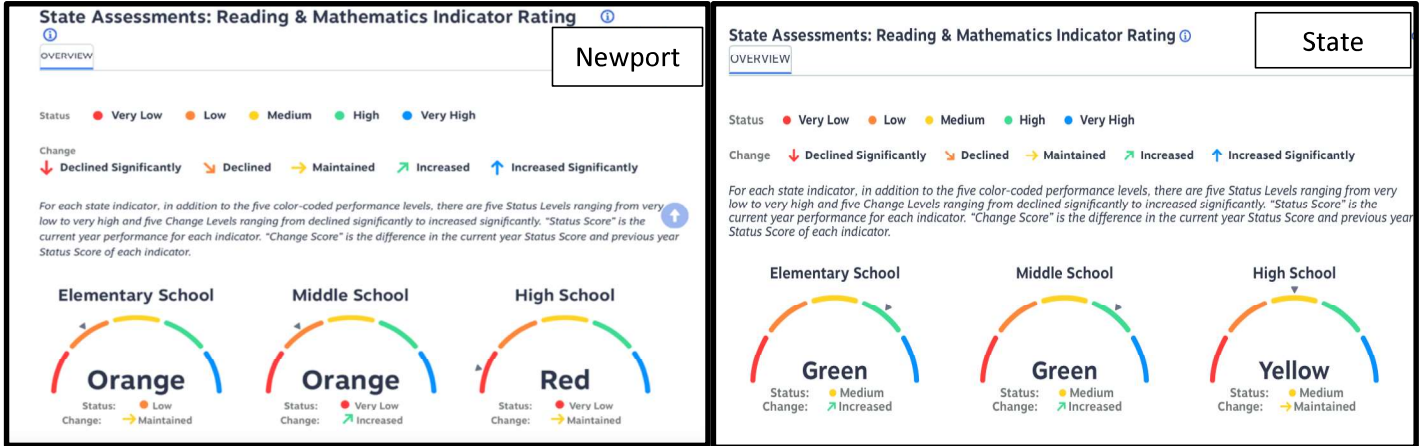 State Assessments: Reading & Mathematics Indicator Rating
OVERVIEW
Newport
Status Very Low Low Medium High Very High
Change
Declined Significantly Declined Maintained Increased Increased Significantly
For each state indicator, in addition to the five color-coded performance levels, there are five Status Levels ranging from very
low to very high and five Change Levels ranging from declined significantly to increased significantly. "Status Score" is the
current year performance for each indicator. "Change Score" is the difference in the current year Status Score and previous year
Status Score of each indicator.
Elementary School Middle School High School
Orange Orange Red
Status: Low Status: Very Low Status: Very Low
Change: Maintained Change: Increased Change: Maintained
State Assessments: Reading & Mathematics Indicator Rating
OVERVIEW
State
Status Very Low Low Medium High Very High
Change Declined Significantly Declined Maintained Increased Increased Significantly
For each state indicator, in addition to the five color-coded performance levels, there are five Status Levels ranging from very
low to very high and five Change Levels ranging from declined significantly to increased significantly. "Status Score" is the
current year performance for each indicator. "Change Score" is the difference in the current year Status Score and previous year
Status Score of each indicator.
Elementary School Middle School High School
Green Green Yellow
Status: Medium Status: Medium Status: Medium
Change: Increased Change: Increased Change: Maintained